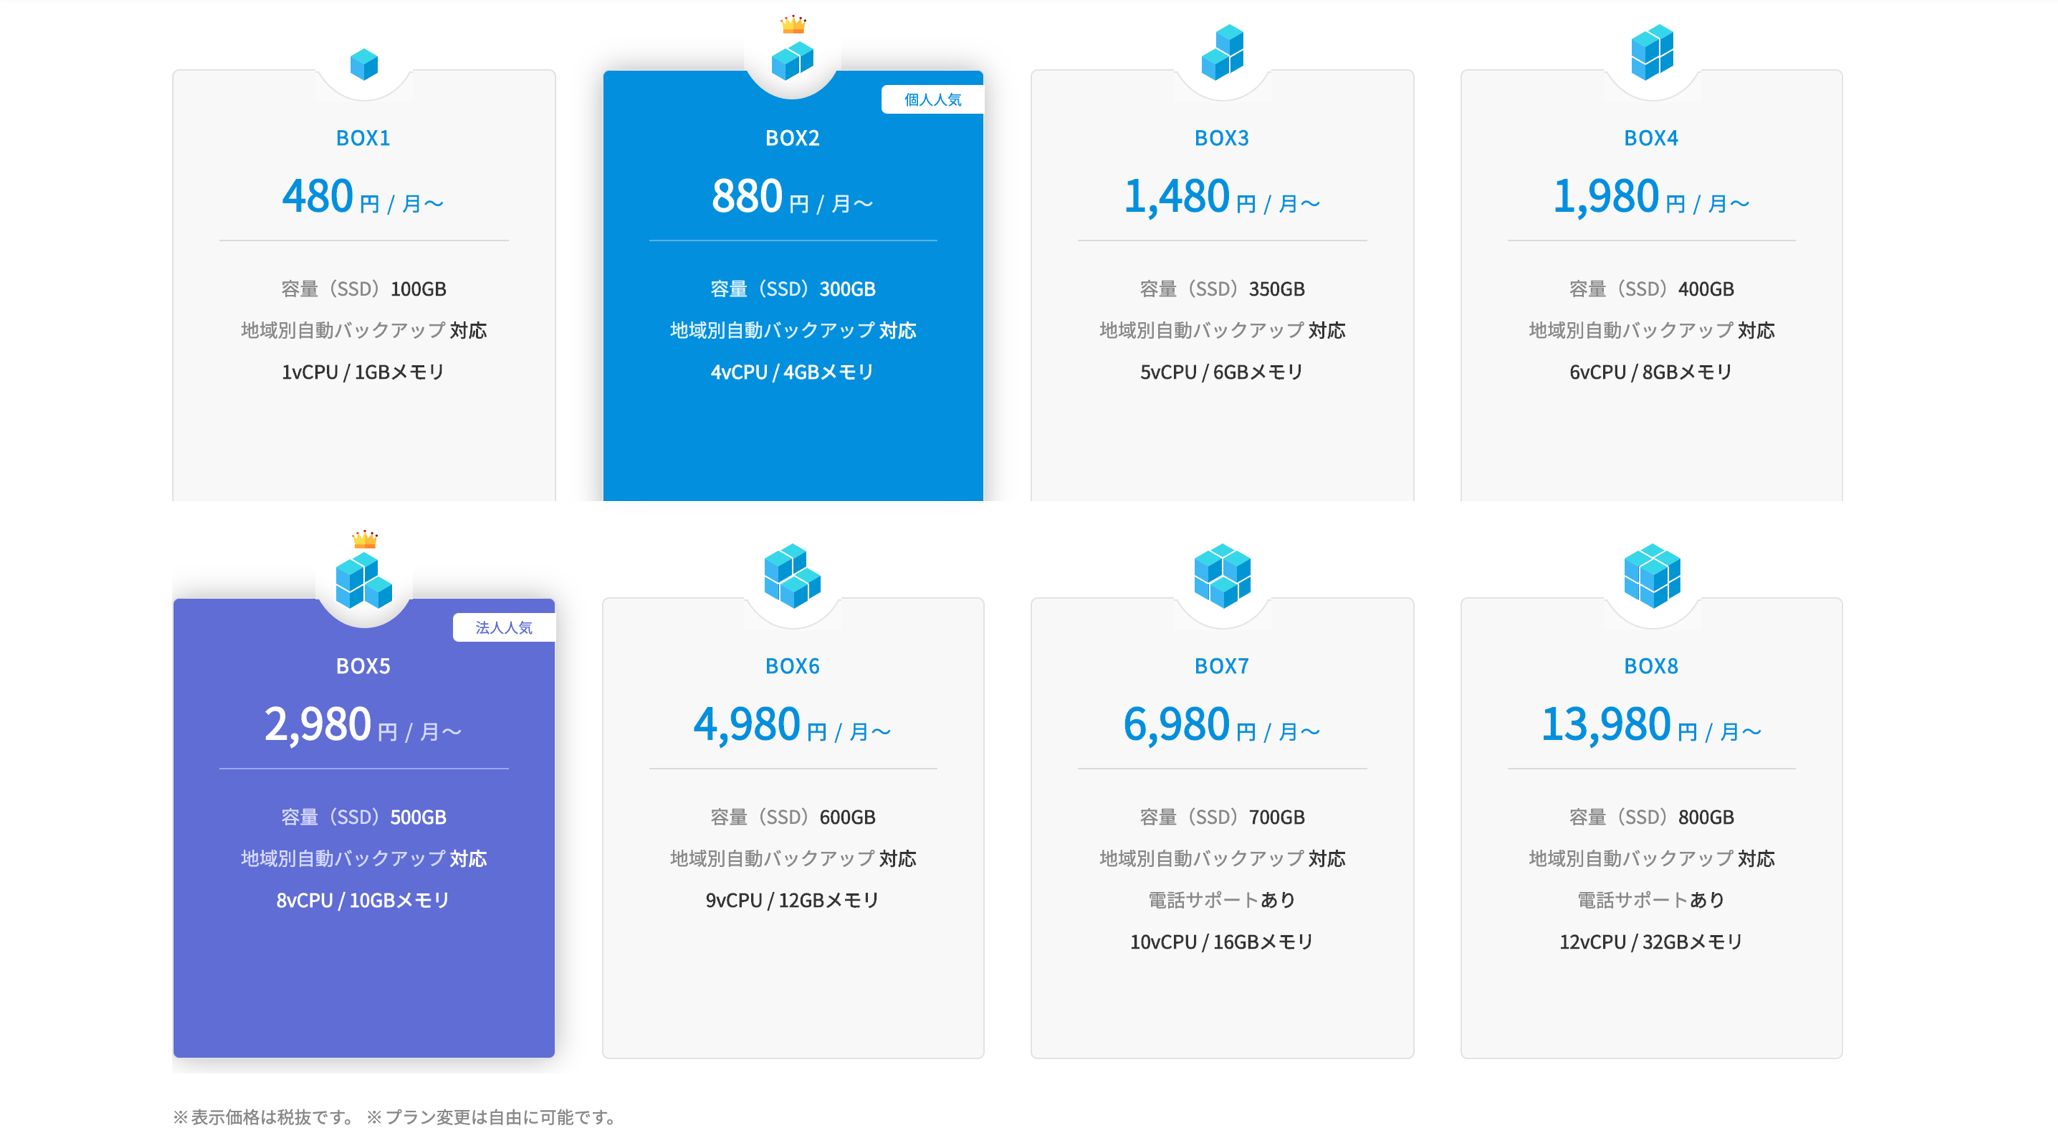 BOX1
480 円 / 月～
容量（SSD）100GB
地域別自動バックアップ 対応
1vCPU / 1GBメモリ
個人人気
BOX2
880 円 / 月～
容量（SSD）300GB
地域別自動バックアップ 対応
4vCPU / 4GBメモリ
BOX3
1,480 円 / 月～
容量（SSD）350GB
地域別自動バックアップ 対応
5vCPU / 6GBメモリ
BOX4
1,980 円 / 月～
容量（SSD）400GB
地域別自動バックアップ 対応
6vCPU / 8GBメモリ
法人人気
BOX5
2,980 円 / 月～
容量（SSD）500GB
地域別自動バックアップ 対応
8vCPU / 10GBメモリ
BOX6
4,980 円 / 月～
容量（SSD）600GB
地域別自動バックアップ 対応
9vCPU / 12GBメモリ
BOX7
6,980 円 / 月～
容量（SSD）700GB
地域別自動バックアップ 対応
電話サポートあり
10vCPU / 16GBメモリ
BOX8
13,980 円 / 月～
容量（SSD）800GB
地域別自動バックアップ 対応
電話サポートあり
12vCPU / 32GBメモリ
※表示価格は税抜です。 ※プラン変更は自由に可能です。